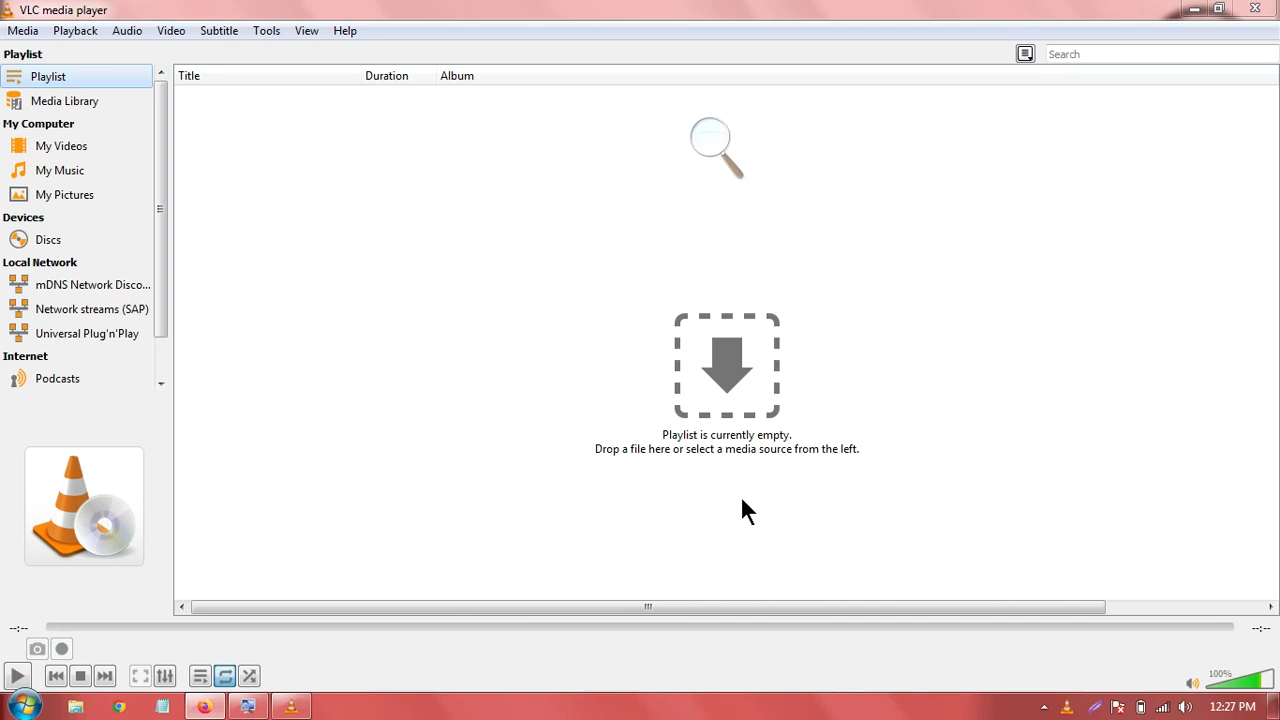 VLC media player
Media Playback Audio Video Subtitle Tools View Help
Playlist
Search
Playlist
Media Library
My Computer
My Videos
My Music
My Pictures
Devices
Discs
Local Network
mDNS Network Disco...
Network streams (SAP)
Universal Plug'n'Play
Internet
Podcasts
Title Duration Album
Playlist is currently empty.
Drop a file here or select a media source from the left.
--:-- --:--
100%
12:27 PM